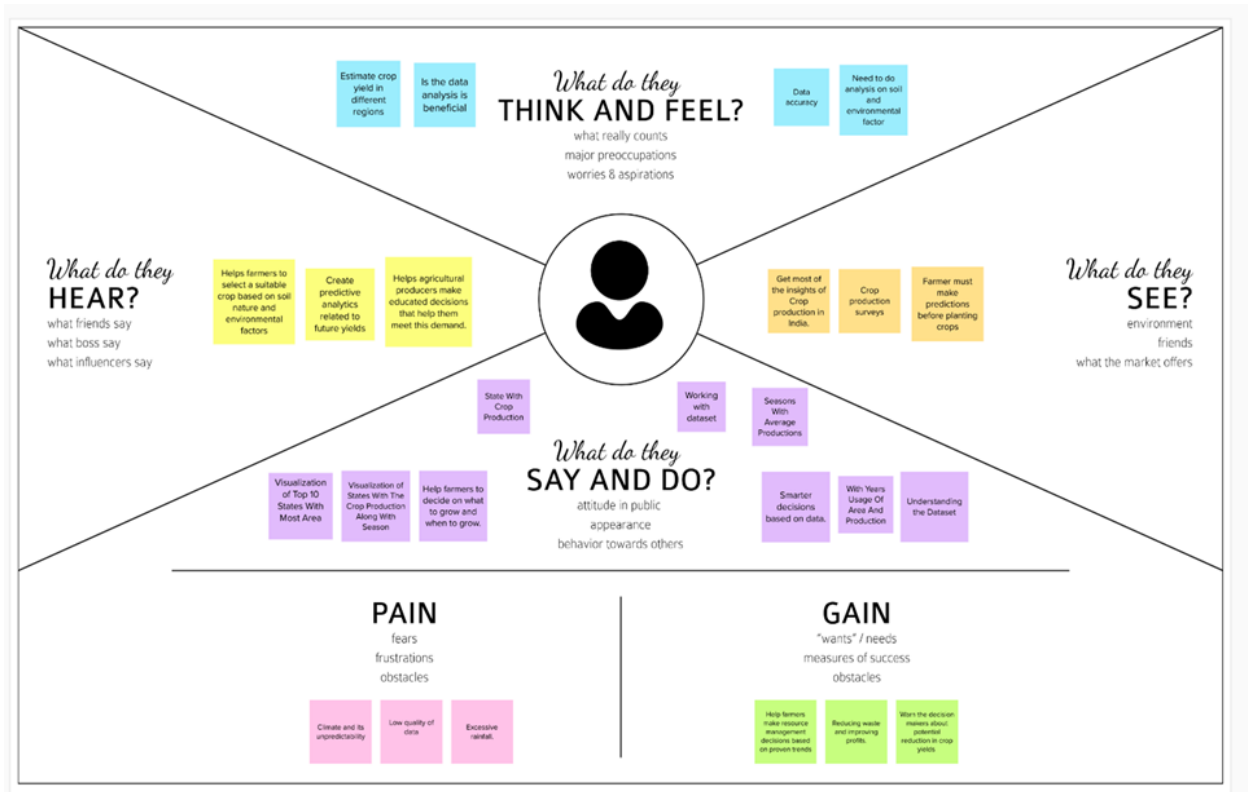 Estimate crop
yield in
different
regions
Is the data
analysis is
beneficial
What do they
THINK AND FEEL?
what really counts
major preoccupations
worries & aspirations
Data
accuracy
Need to do
analysis on soil
and
environmental
factor
What do they
HEAR?
what friends say
what boss say
what influencers say
Helps farmers to
select a suitable
crop based on soil
nature and
environmental
factors
Create
predictive
analytics
related to
future yields
Helps agricultural
producers make
educated decisions
that help them
meet this demand.
Get most of
the insights of
Crop
production in
India.
Crop
production
surveys
Farmer must
make
predictions
before planting
crops
What do they
SEE?
environment
friends
what the market offers
State With
Crop
Production
Working
with
dataset
Seasons
With
Average
Productions
What do they
SAY AND DO?
attitude in public
appearance
behavior towards others
Visualization
of Top 10
States With
Most Area
Visualization of
States With The
Crop Production
Along With
Season
Help farmers to
decide on what
to grow and
when to grow.
Smarter
decisions
based on data.
With Yeers
Usage Of
Area And
Production
Understanding
the Dataset
PAIN
fears
frustrations
obstacles
Climate and its
unpredictability
Low quality of
data
Excessive
rainfall.
GAIN
"wants" / needs
measures of success
obstacles
Help farmers
make resource
management
decisions based
on proven trends
Reducing waste
and improving
profits.
Warn the decision
makers about
potential
reduction in crop
yields